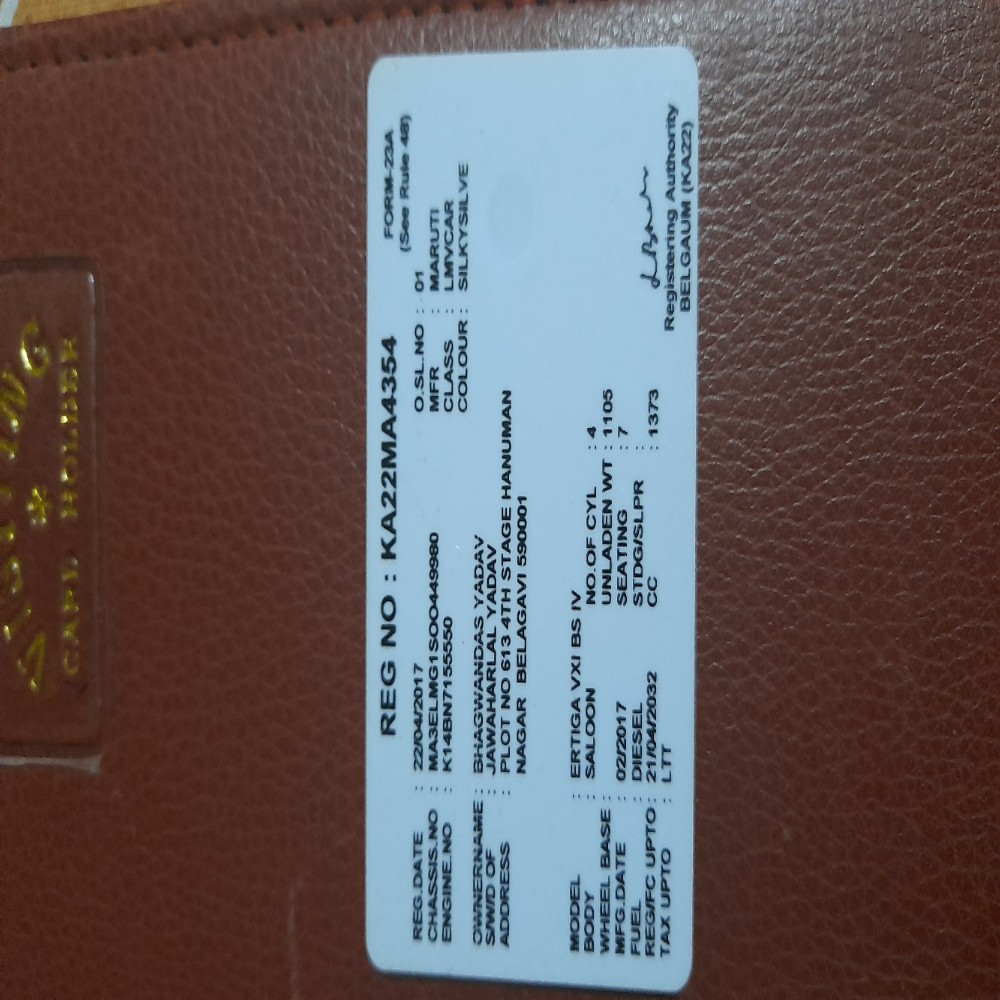 FORM-23A
(See Rule 48)
REG NO : KA22MA4354
REG.DATE : 22/04/2017 O.SL.NO : 01
CHASSIS.NO : MA3ELMG1SOO449980 MFR : MARUTI
ENGINE.NO : K14BN7155550 CLASS : LMVCAR
COLOUR : SILKYSILVE
OWNERNAME : BHAGWANDAS YADAV
S/W/D OF : JAWAHARLAL YADAV
ADDRESS : PLOT NO 613 4TH STAGE HANUMAN
NAGAR BELAGAVI 590001
MODEL : ERTIGA VXI BS IV
BODY : SALOON NO.OF CYL : 4
WHEEL BASE : UNLADEN WT : 1105
MFG.DATE : 02/2017 SEATING : 7
FUEL : DIESEL STDG/SLPR
REG/FC UPTO : 21/04/2032 CC : 1373
TAX UPTO : LTT
Registering Authority
BELGAUM (KA22)
HOLDER